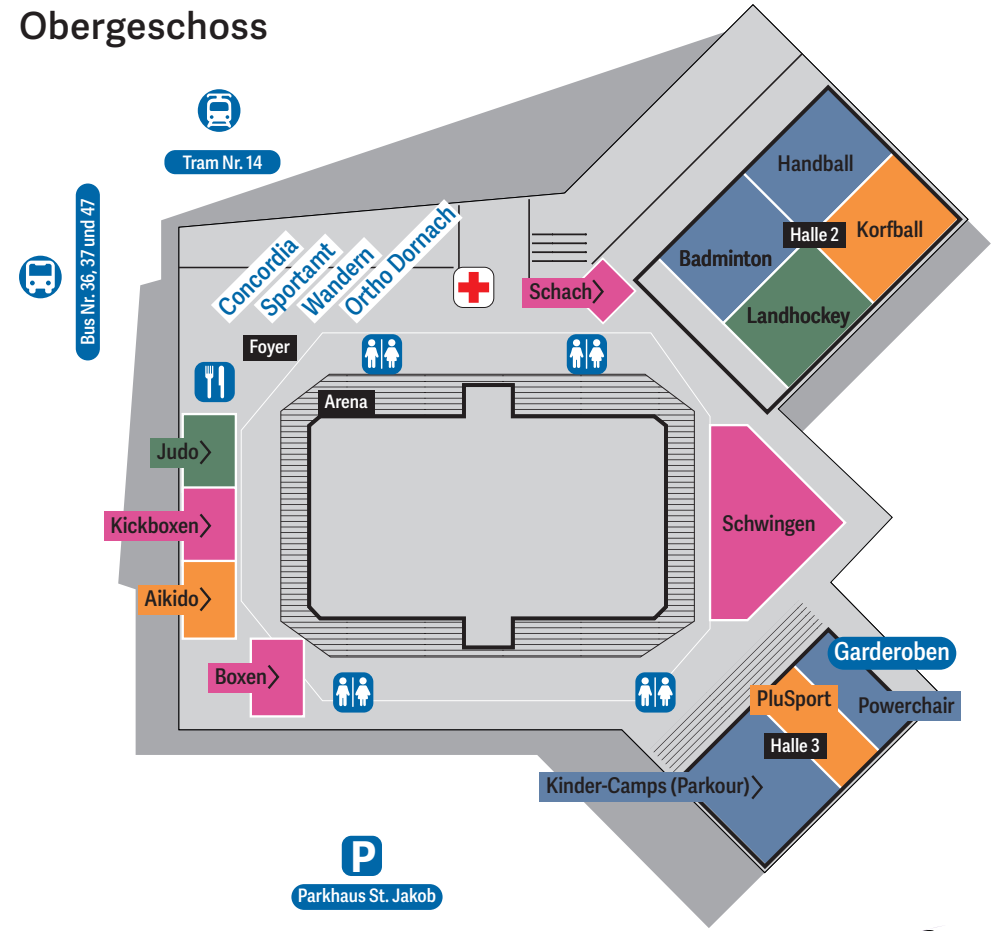 Obergeschoss
Tram Nr. 14
Bus Nr. 36, 37 und 47
Concordia
Sportamt
Wandern
Ortho Dornach
Foyer
Arena
Schach
Handball
Halle 2
Korfball
Badminton
Landhockey
Judo
Kickboxen
Aikido
Boxen
Schwingen
Garderoben
PluSport
Powerchair
Halle 3
Kinder-Camps (Parkour)
P
Parkhaus St. Jakob